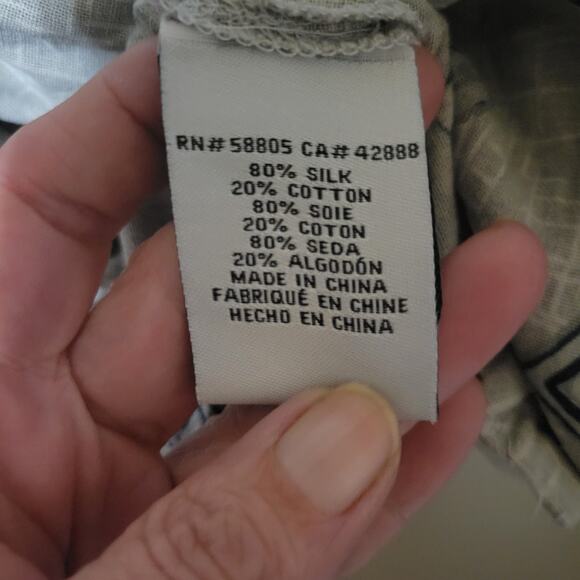 RN# 58805 CA# 42888
80% SILK
20% COTTON
80% SOIE
20% COTON
80% SEDA
20% ALGODÓN
MADE IN CHINA
FABRIQUÉ EN CHINE
HECHO EN CHINA